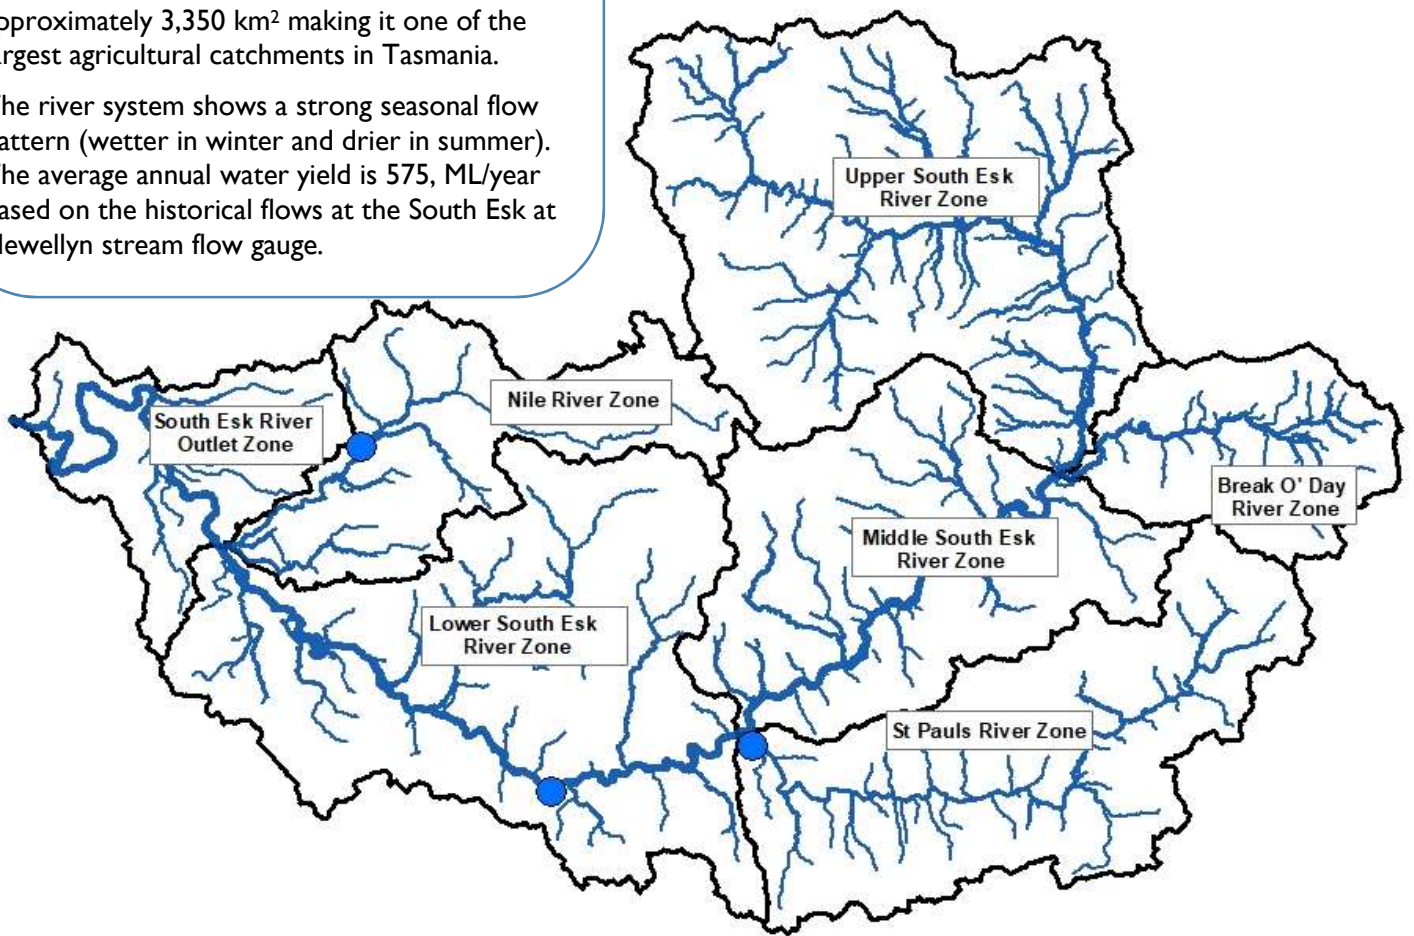 pproximately 3,350 km² making it one of the
rgest agricultural catchments in Tasmania.
he river system shows a strong seasonal flow
attern (wetter in winter and drier in summer).
he average annual water yield is 575, ML/year
ased on the historical flows at the South Esk at
lewellyn stream flow gauge.
Upper South Esk
River Zone
Nile River Zone
South Esk River
Outlet Zone
Break O' Day
River Zone
Middle South Esk
River Zone
Lower South Esk
River Zone
St Pauls River Zone